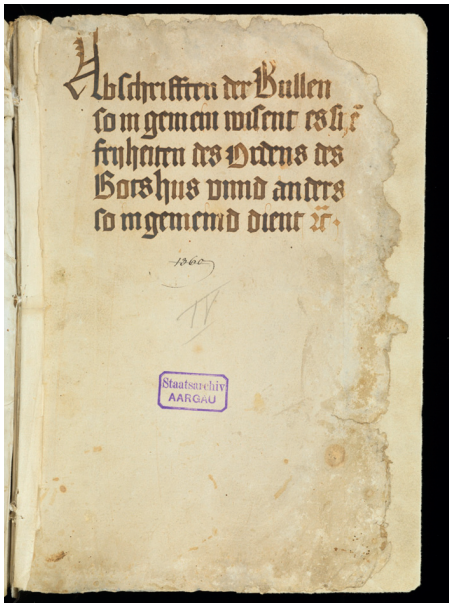 Abschrifften der Bullen
so in gemein wisent es sy
fryheiten des Ordens des
Gotshus vnnd anders
so in gemeind dient ⁊c̃.
1360
IV
Staatsarchiv
AARGAU